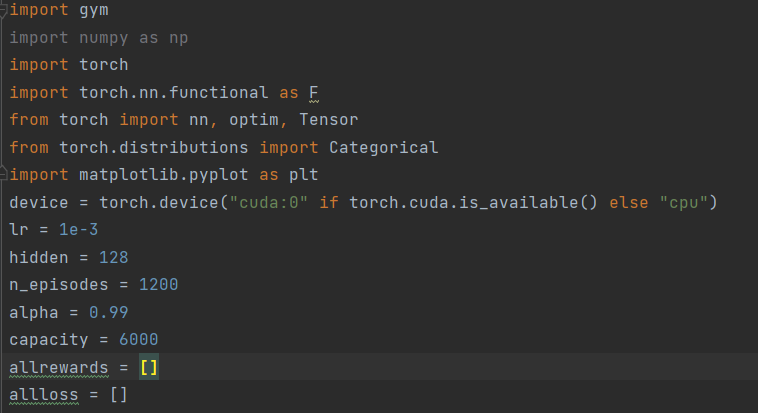 import gym
import numpy as np
import torch
import torch.nn.functional as F
from torch import nn, optim, Tensor
from torch.distributions import Categorical
import matplotlib.pyplot as plt
device = torch.device("cuda:0" if torch.cuda.is_available() else "cpu")
lr = 1e-3
hidden = 128
n_episodes = 1200
alpha = 0.99
capacity = 6000
allrewards = []
allloss = []